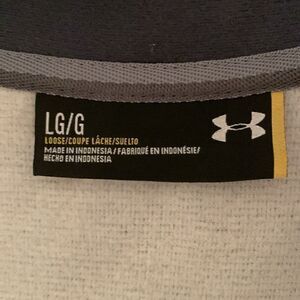 LG/G
LOOSE/COUPE LÂCHE/SUELTO
MADE IN INDONESIA / FABRIQUÉ EN INDONÉSIE/
HECHO EN INDONESIA